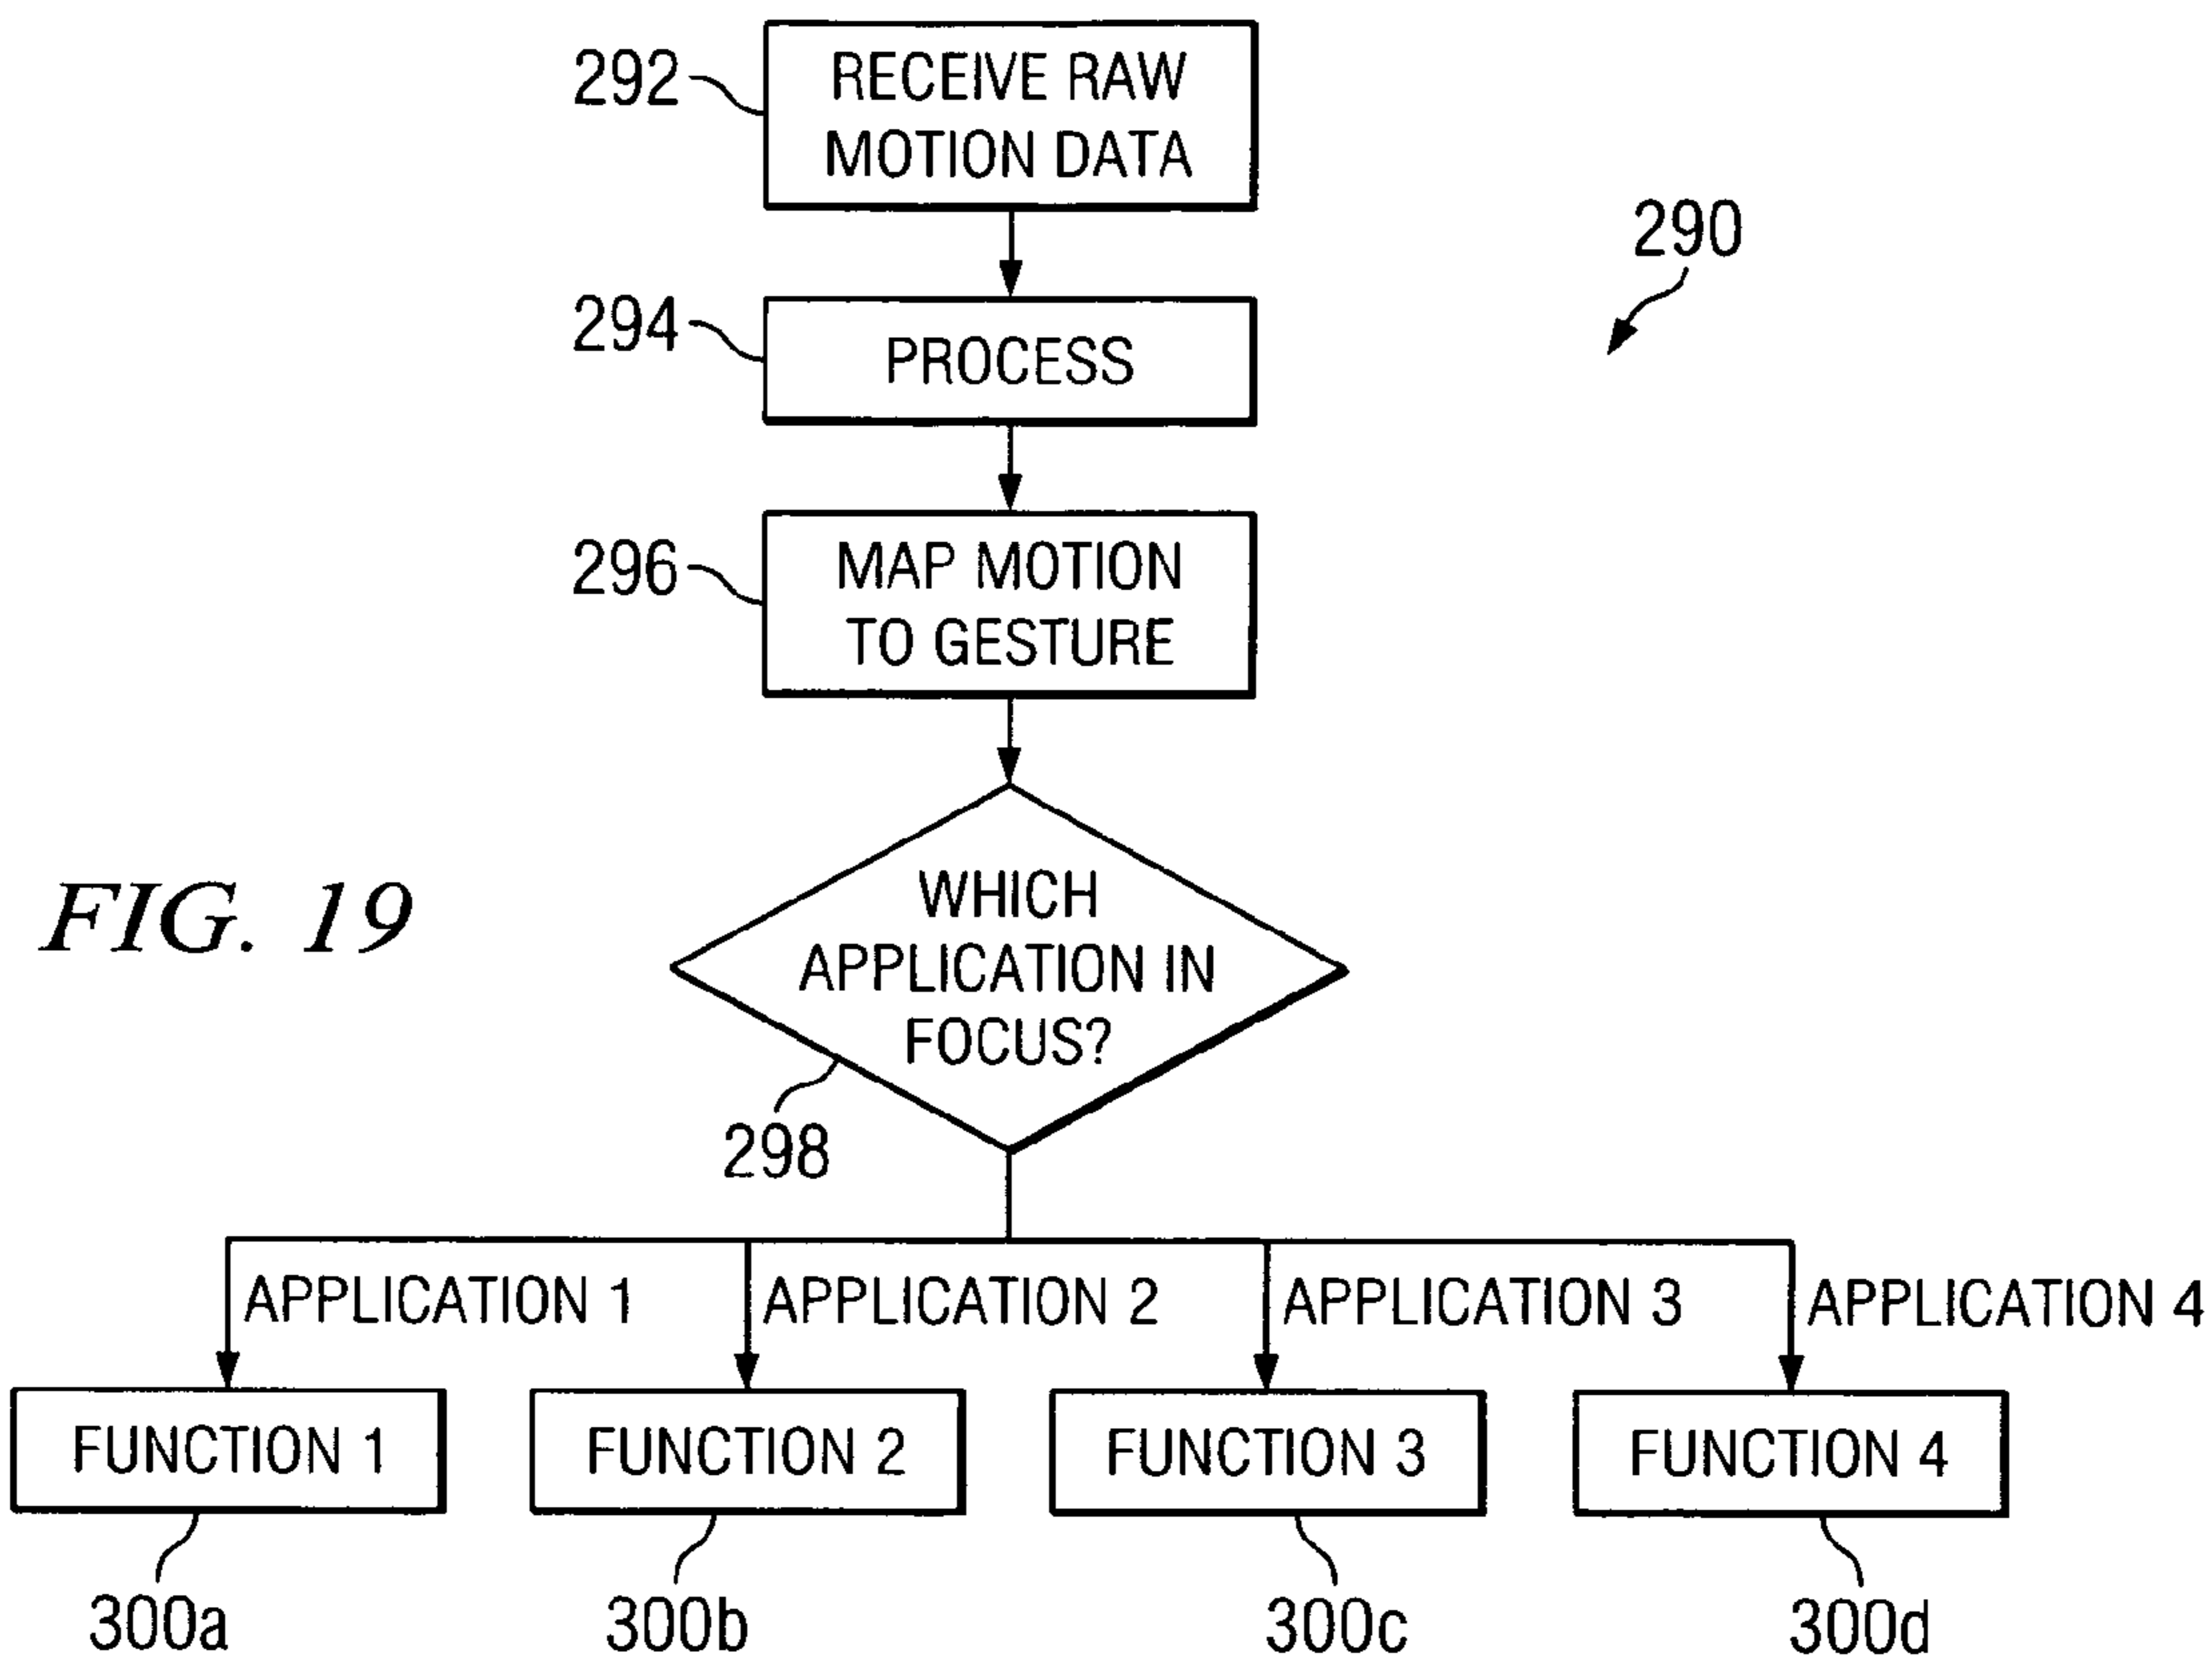 292
RECEIVE RAW
MOTION DATA
290
294
PROCESS
296
MAP MOTION
TO GESTURE
FIG. 19
WHICH
APPLICATION IN
FOCUS?
298
APPLICATION 1
APPLICATION 2
APPLICATION 3
APPLICATION 4
FUNCTION 1
FUNCTION 2
FUNCTION 3
FUNCTION 4
300a
300b
300c
300d